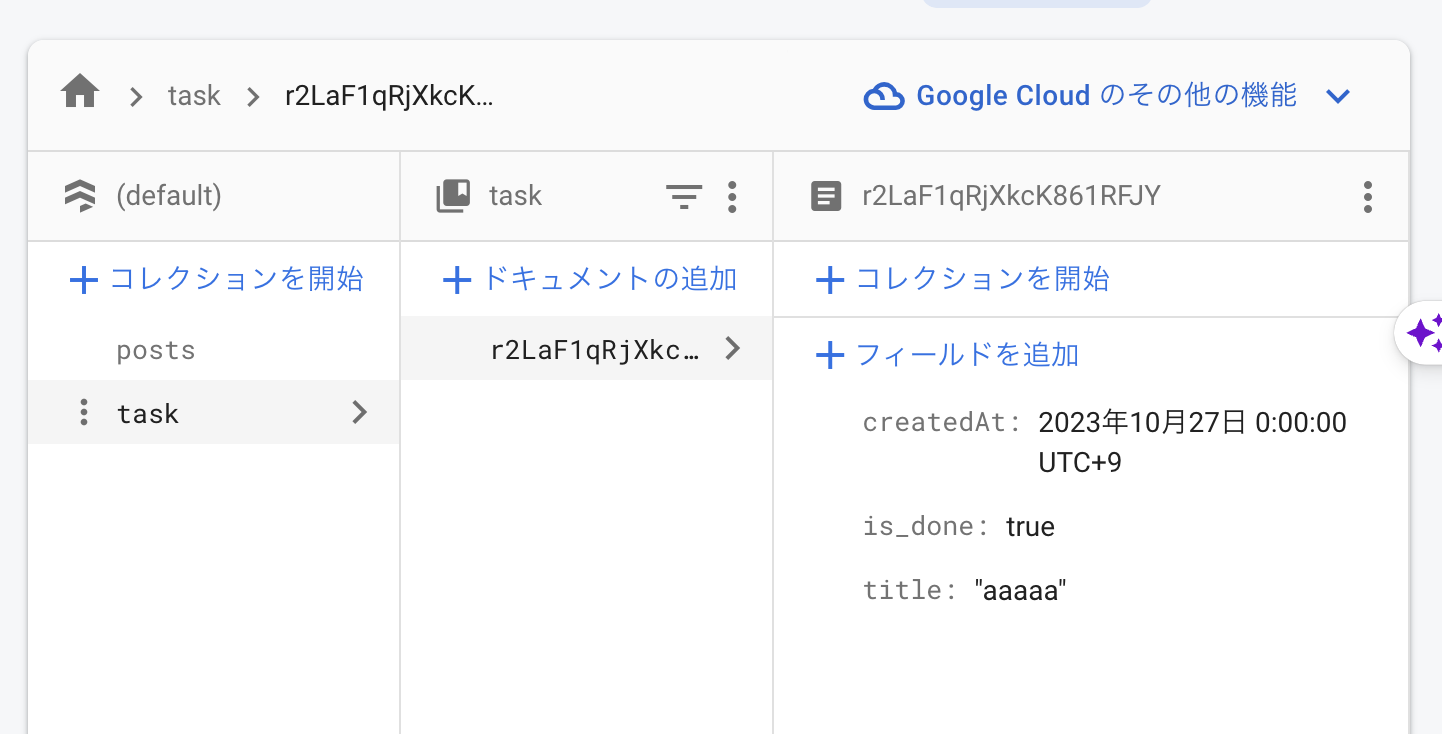 task
r2LaF1qRjXkcK...
Google Cloud のその他の機能
(default)
task
r2LaF1qRjXkcK861RFJY
コレクションを開始
ドキュメントの追加
コレクションを開始
posts
task
r2LaF1qRjXkc...
フィールドを追加
createdAt: 2023年10月27日 0:00:00
UTC+9
is_done: true
title: "aaaaa"